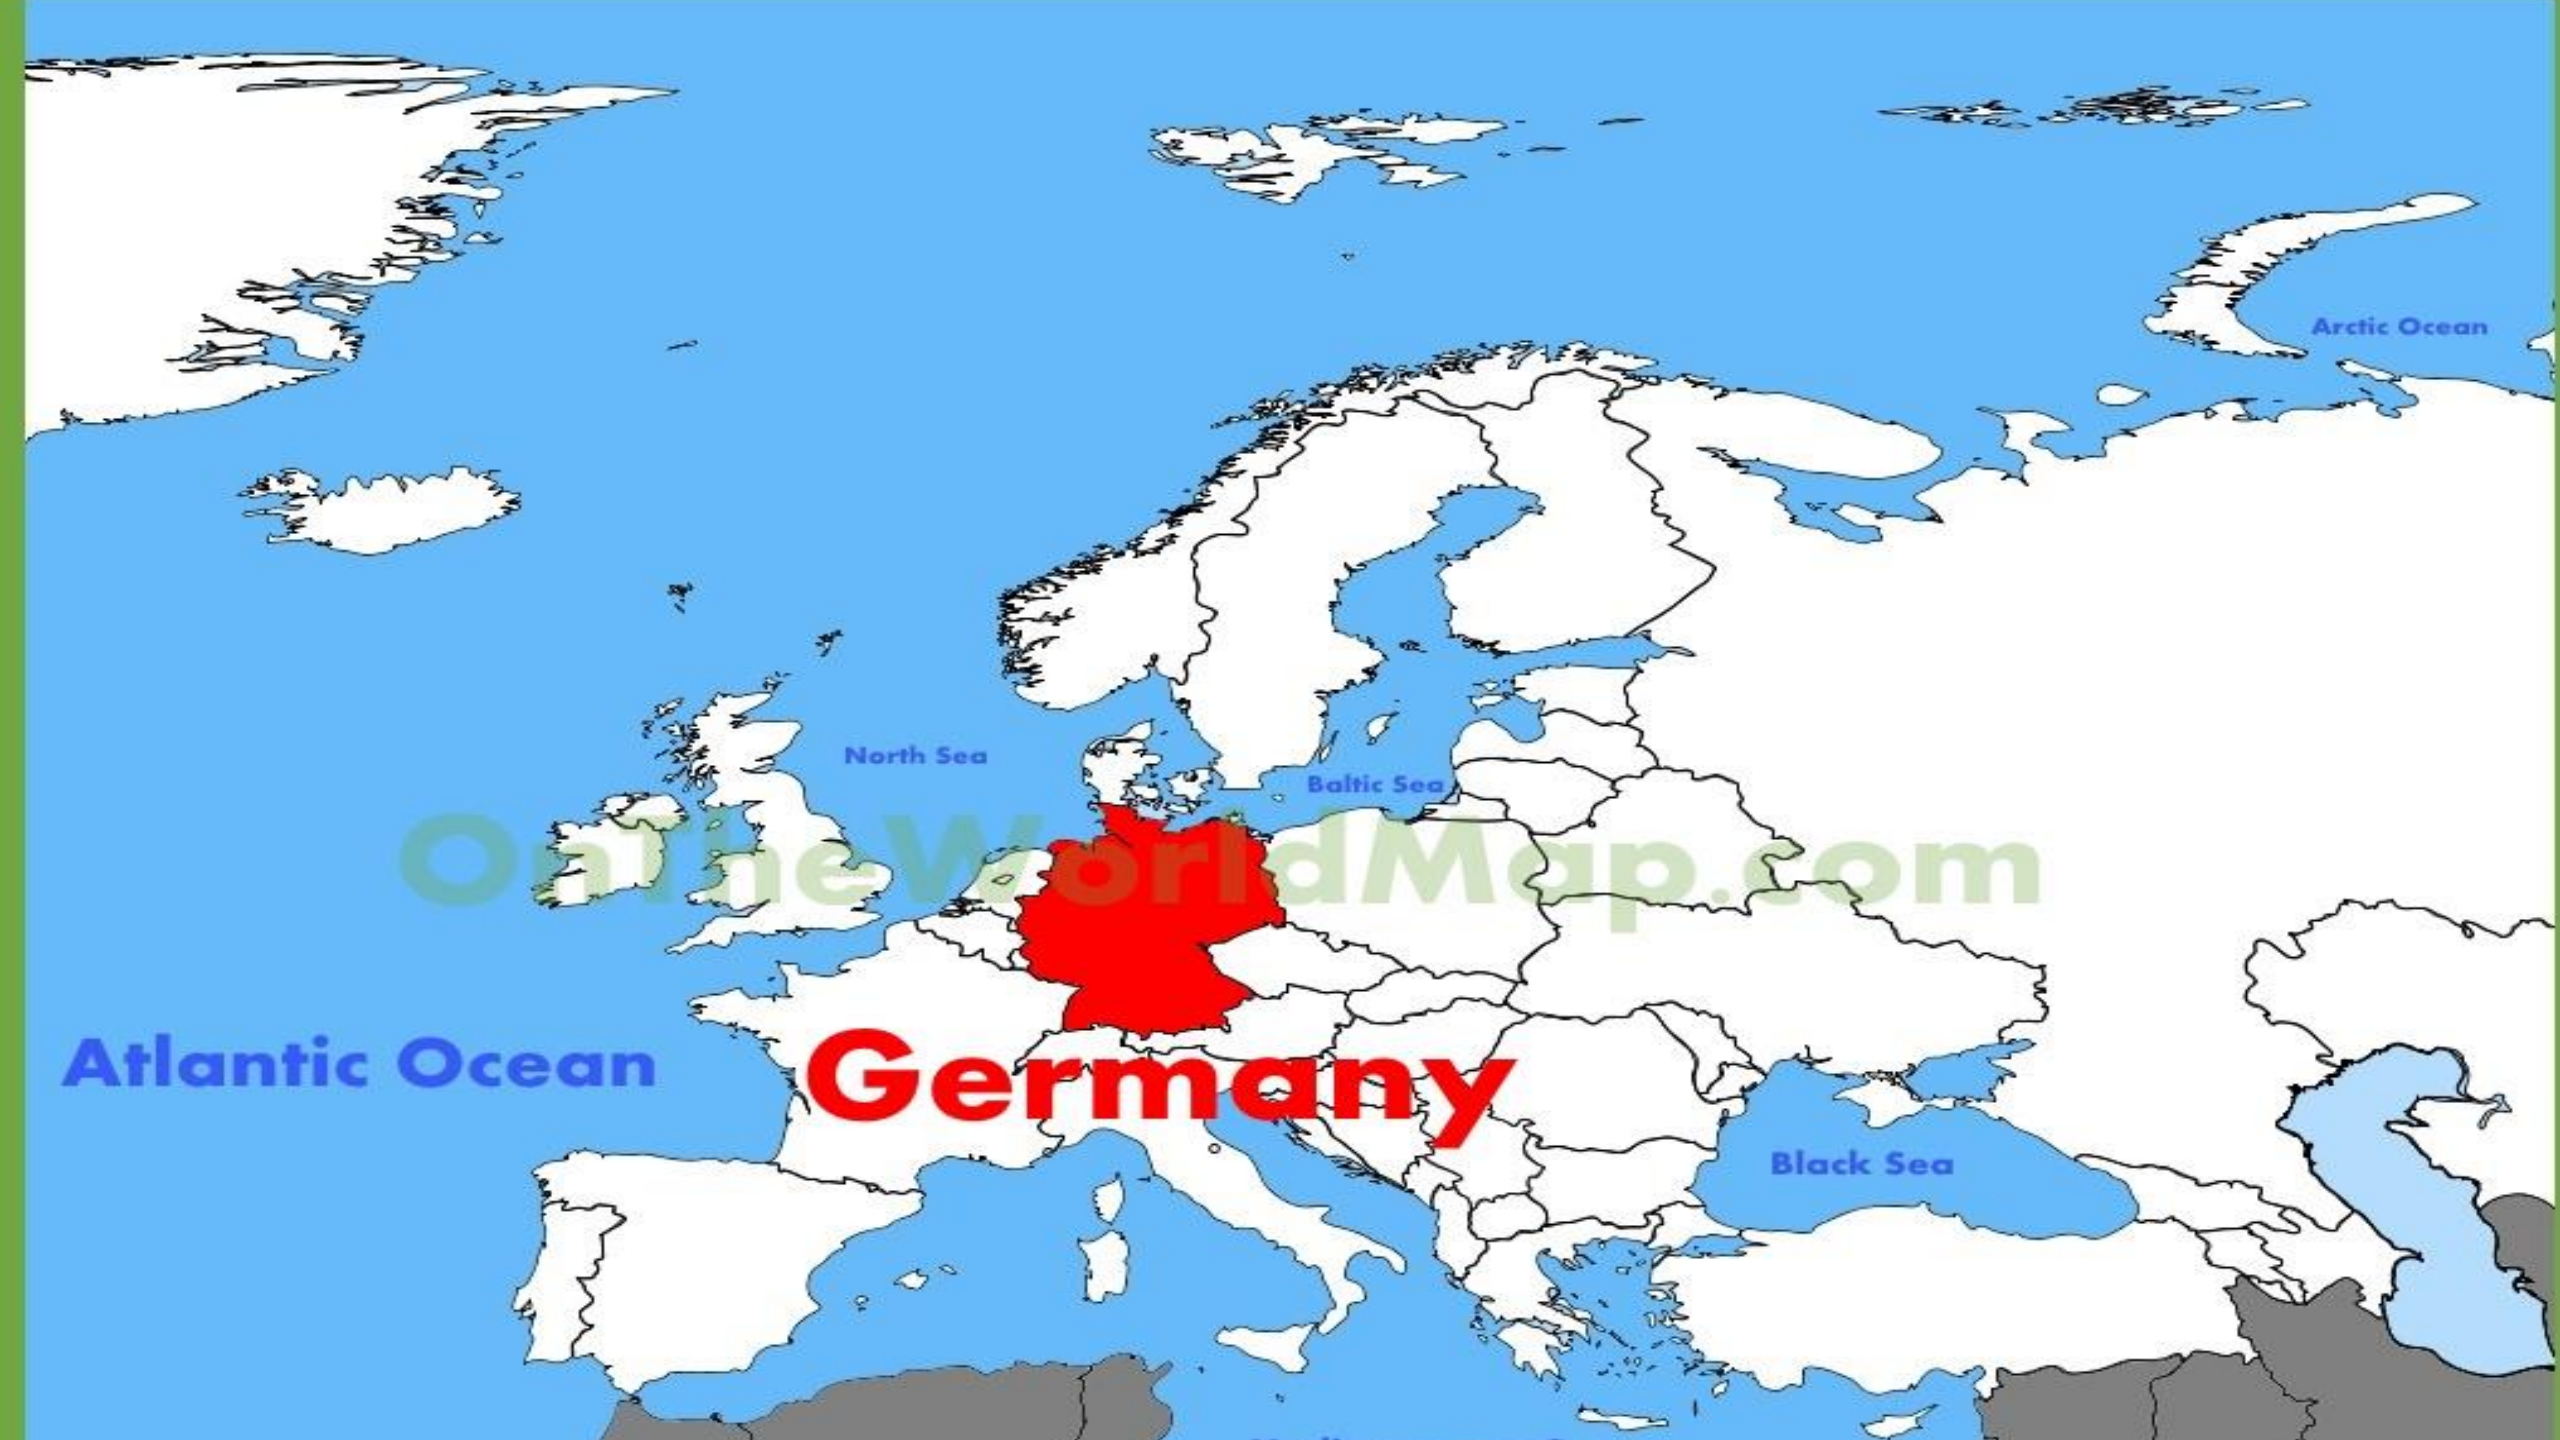 Arctic Ocean
North Sea
Baltic Sea
OnTheWorldMap.com
Atlantic Ocean
Germany
Black Sea